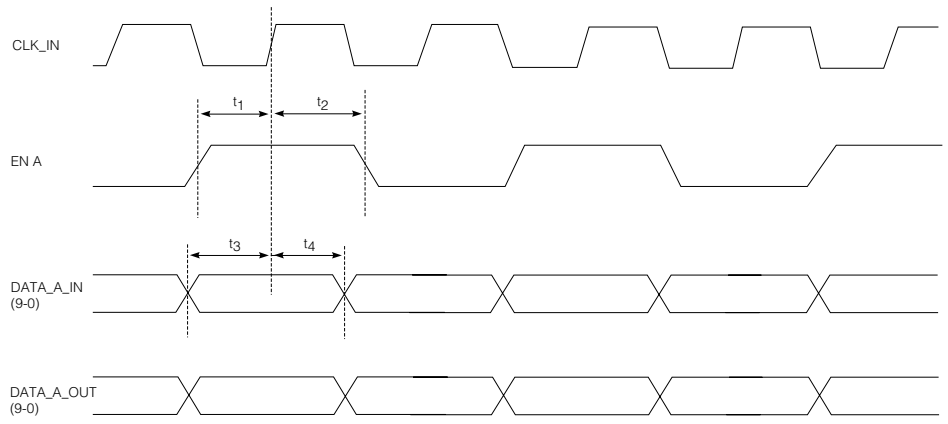 CLK_IN
t1
t2
EN A
t3
t4
DATA_A_IN
(9-0)
DATA_A_OUT
(9-0)